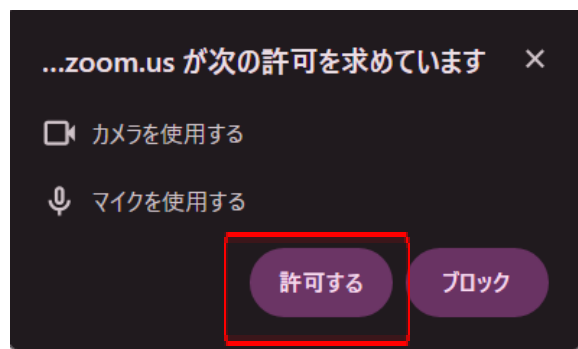 ...zoom.us が次の許可を求めています
カメラを使用する
マイクを使用する
許可する ブロック